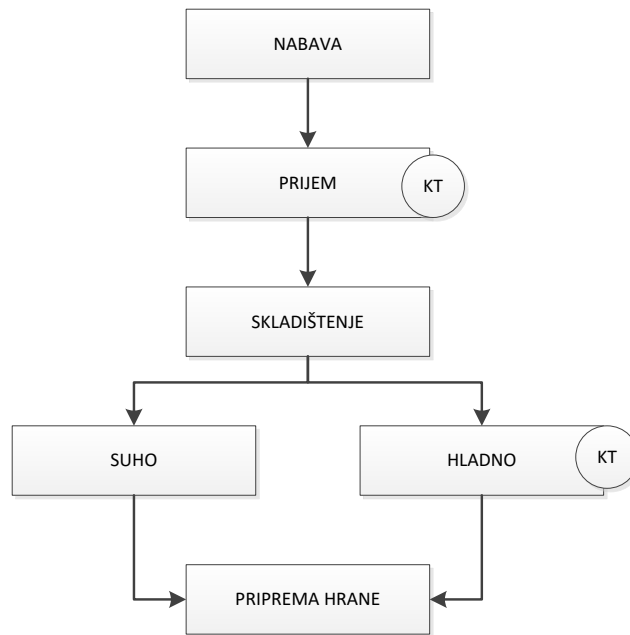 NABAVA
PRIJEM
KT
SKLADIŠTENJE
SUHO
HLADNO
KT
PRIPREMA HRANE